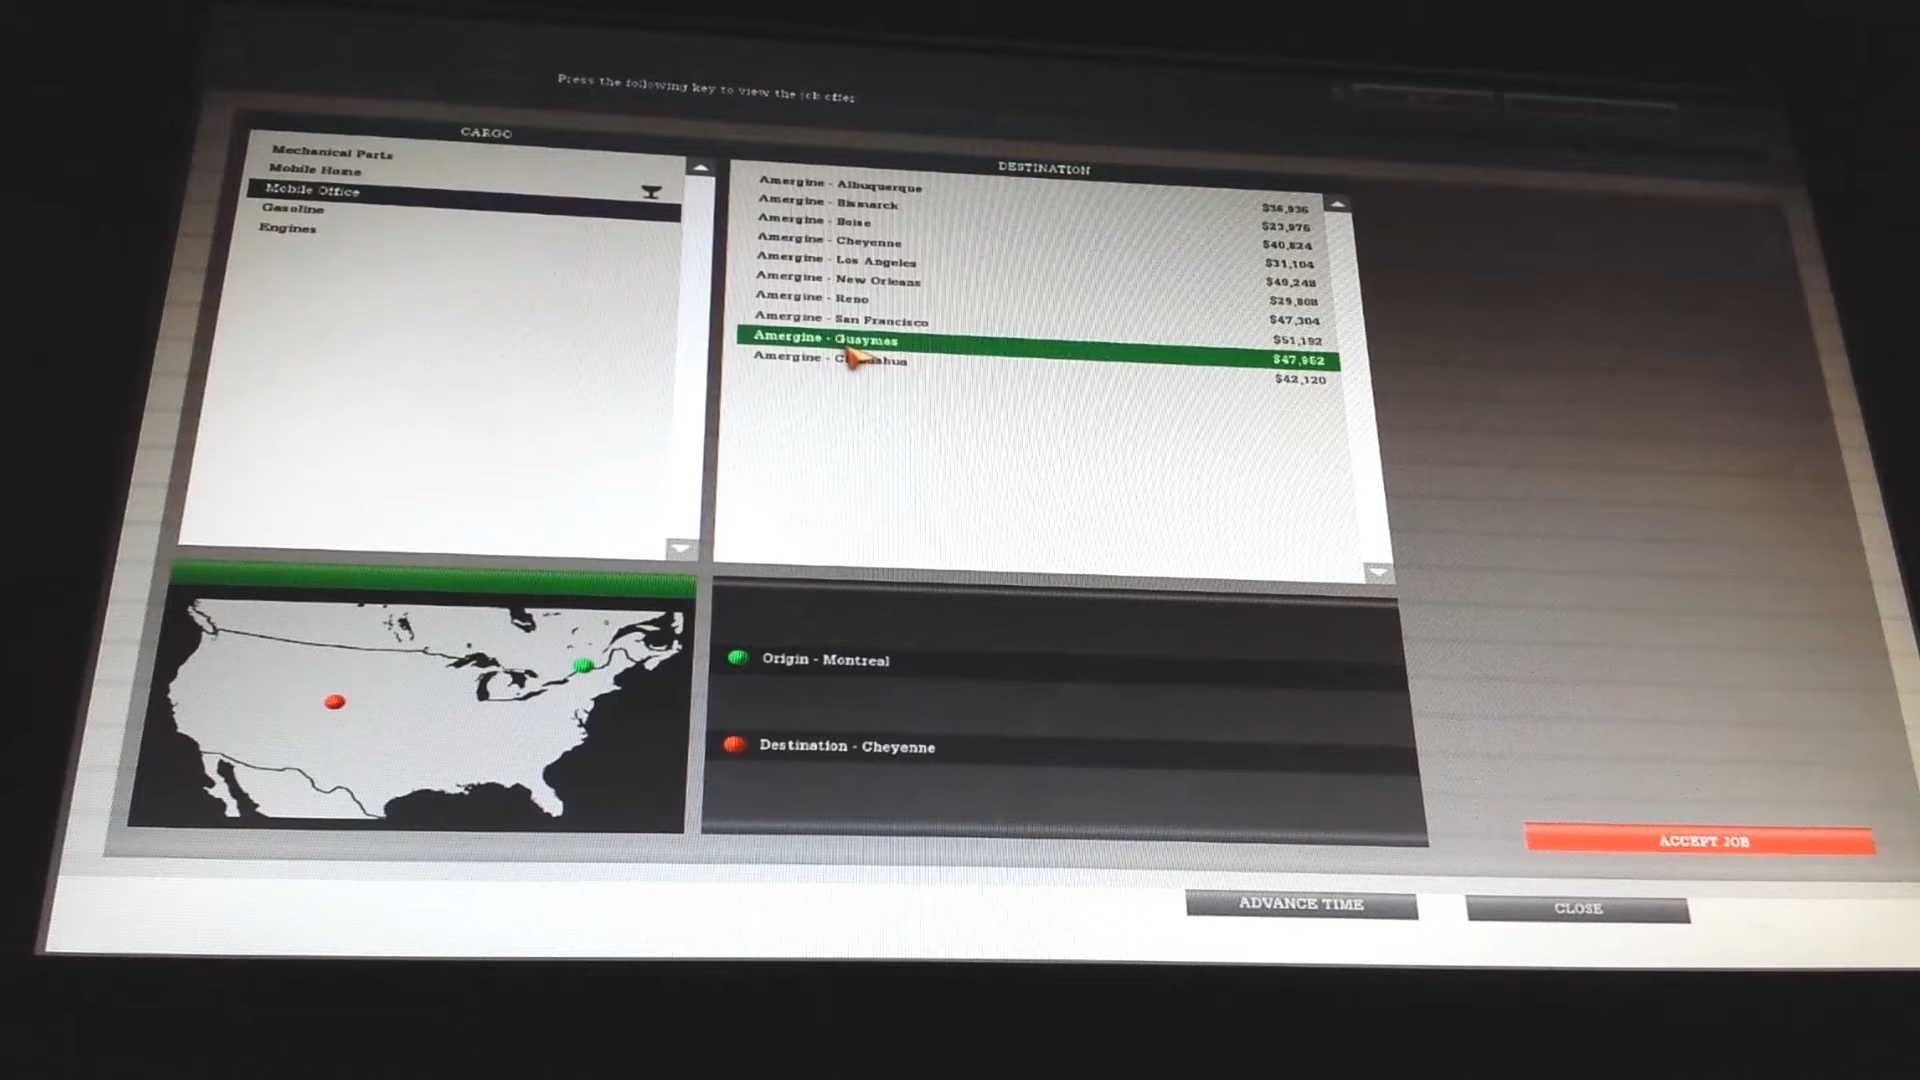 Press the following key to view the job offer
CARGO
Mechanical Parts
Mobile Home
Mobile Office
Gasoline
Engines
DESTINATION
Amergine - Albuquerque
$36,936
Amergine - Bismarck
$23,976
Amergine - Boise
$40,824
Amergine - Cheyenne
$31,104
Amergine - Los Angeles
$49,248
Amergine - New Orleans
$29,808
Amergine - Reno
$47,304
Amergine - San Francisco
$51,192
Amergine - Guaymes
$47,952
Amergine -
$42,120
Origin - Montreal
Destination - Cheyenne
ACCEPT JOB
ADVANCE TIME
CLOSE